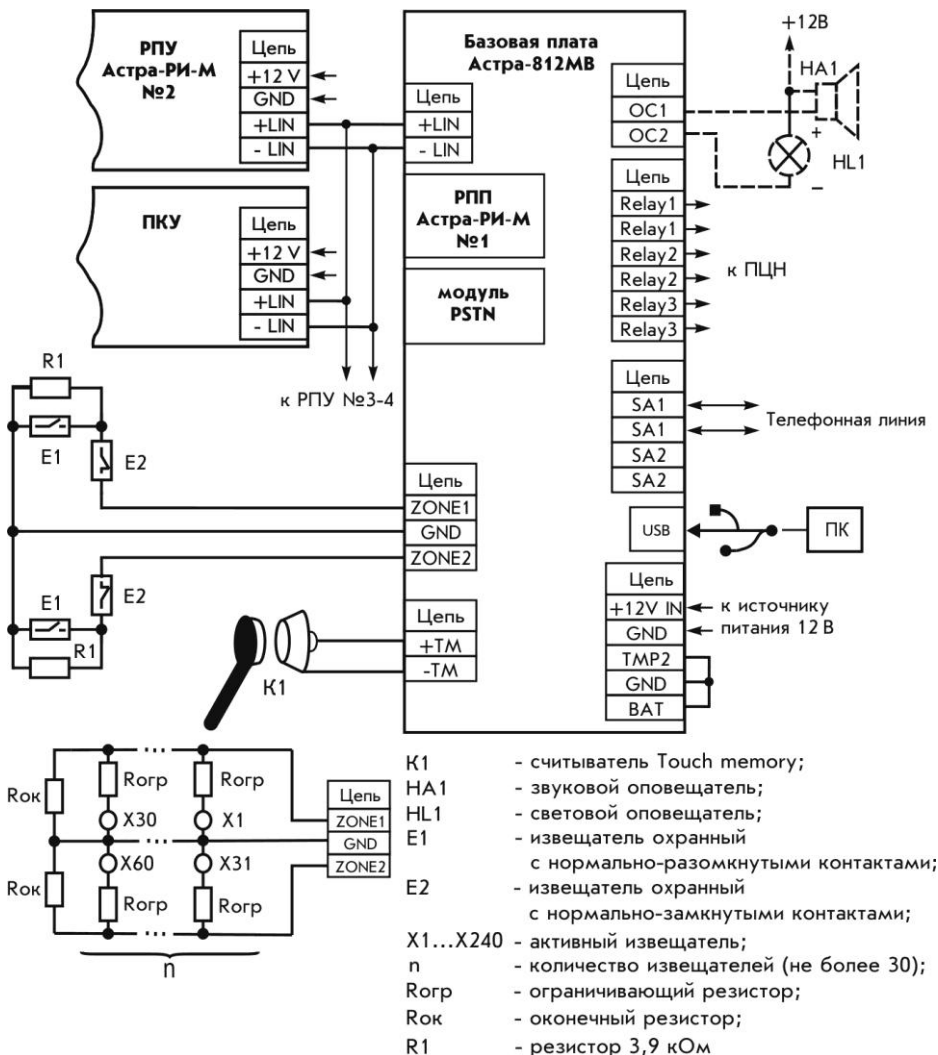 РПУ
Астра-РИ-М
№2
Цепь
+12 V
GND
+LIN
- LIN
ПКУ
Цепь
+12 V
GND
+LIN
- LIN
к РПУ №3-4
Базовая плата
Астра-812МВ
Цепь
+LIN
- LIN
РПП
Астра-РИ-М
№1
модуль
PSTN
Цепь
OC1
OC2
+12В
HA1
+
HL1
–
Цепь
Relay1
Relay1
Relay2
Relay2
Relay3
Relay3
к ПЦН
Цепь
SA1
SA1
SA2
SA2
Телефонная линия
R1
E1
E2
E2
E1
R1
Цепь
ZONE1
GND
ZONE2
USB
ПК
Цепь
+12V IN
GND
TMP2
GND
BAT
к источнику
питания 12 В
Цепь
+TM
-TM
К1
...
Rок
Rогр
Rогр
X30
X1
Rок
X60
X31
Rогр
Rогр
...
n
Цепь
ZONE1
GND
ZONE2
К1 - считыватель Touch memory;
HA1 - звуковой оповещатель;
HL1 - световой оповещатель;
E1 - извещатель охранный
с нормально-разомкнутыми контактами;
E2 - извещатель охранный
с нормально-замкнутыми контактами;
X1...X240 - активный извещатель;
n - количество извещателей (не более 30);
Rогр - ограничивающий резистор;
Rок - оконечный резистор;
R1 - резистор 3,9 кОм